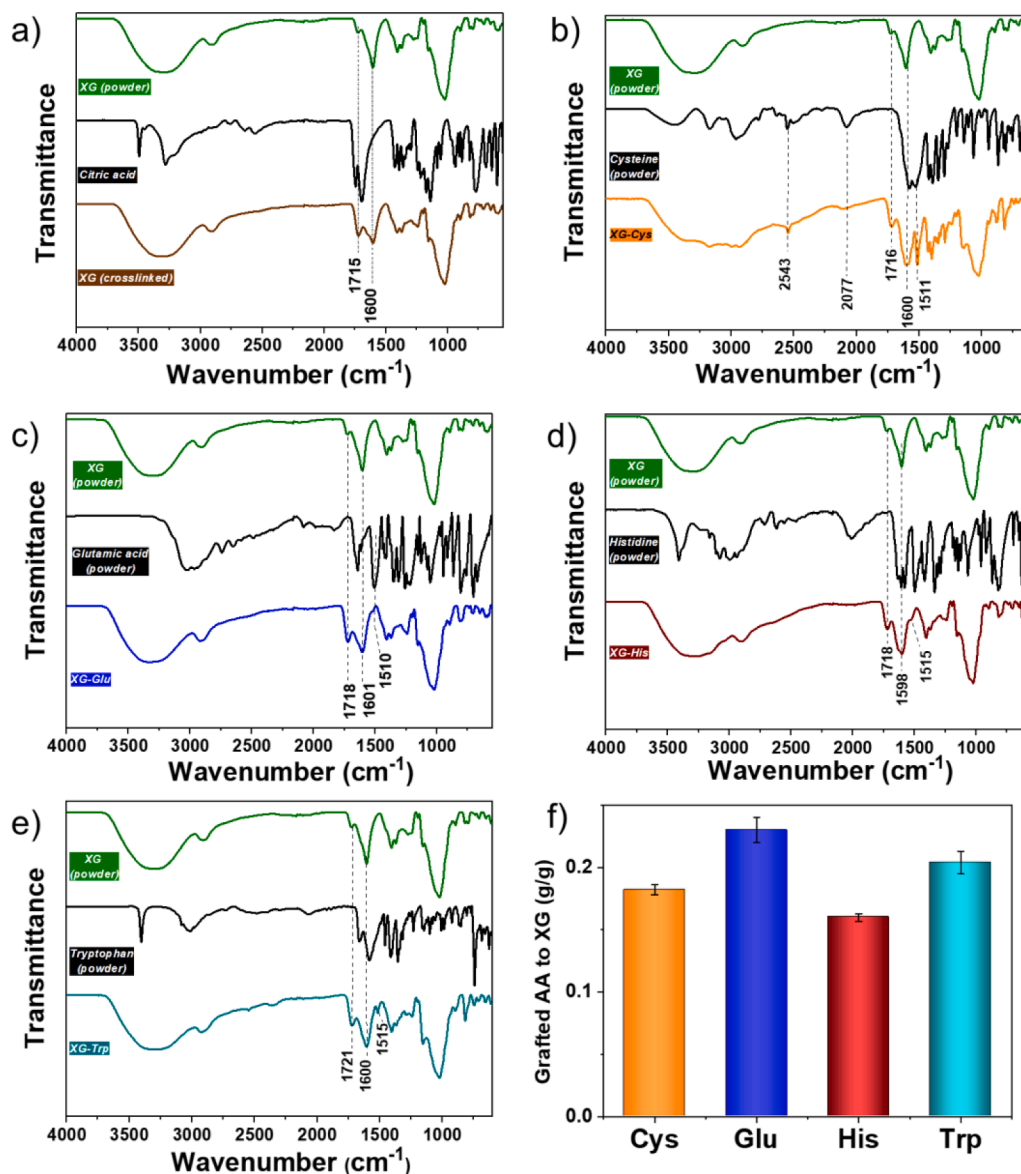 a)
Transmittance
XG (powder)
Citric acid
XG (crosslinked)
1715
1600
4000 3500 3000 2500 2000 1500 1000
Wavenumber (cm⁻¹)
b)
Transmittance
XG
(powder)
Cysteine
(powder)
XG-Cys
2543
2077
1716
1600
1511
4000 3500 3000 2500 2000 1500 1000
Wavenumber (cm⁻¹)
c)
Transmittance
XG
(powder)
Glutamic acid
(powder)
XG-Glu
1718
1601
1510
4000 3500 3000 2500 2000 1500 1000
Wavenumber (cm⁻¹)
d)
Transmittance
XG
(powder)
Histidine
(powder)
XG-His
1718
1598
1515
4000 3500 3000 2500 2000 1500 1000
Wavenumber (cm⁻¹)
e)
Transmittance
XG
(powder)
Tryptophan
(powder)
XG-Trp
1721
1600
1515
4000 3500 3000 2500 2000 1500 1000
Wavenumber (cm⁻¹)
f)
Grafted AA to XG (g/g)
0.2
0.1
0.0
Cys Glu His Trp